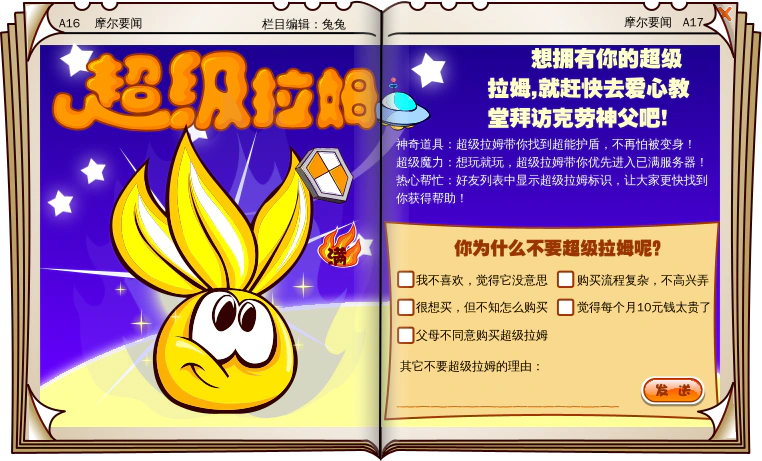 A16 摩尔要闻
栏目编辑：兔兔
超级拉姆
满
摩尔要闻 A17
想拥有你的超级
拉姆,就赶快去爱心教
堂拜访克劳神父吧!
神奇道具：超级拉姆带你找到超能护盾，不再怕被变身！
超级魔力：想玩就玩，超级拉姆带你优先进入已满服务器！
热心帮忙：好友列表中显示超级拉姆标识，让大家更快找到
你获得帮助！
你为什么不要超级拉姆呢?
我不喜欢，觉得它没意思 购买流程复杂，不高兴弄
很想买，但不知怎么购买 觉得每个月10元钱太贵了
父母不同意购买超级拉姆
其它不要超级拉姆的理由：
发送